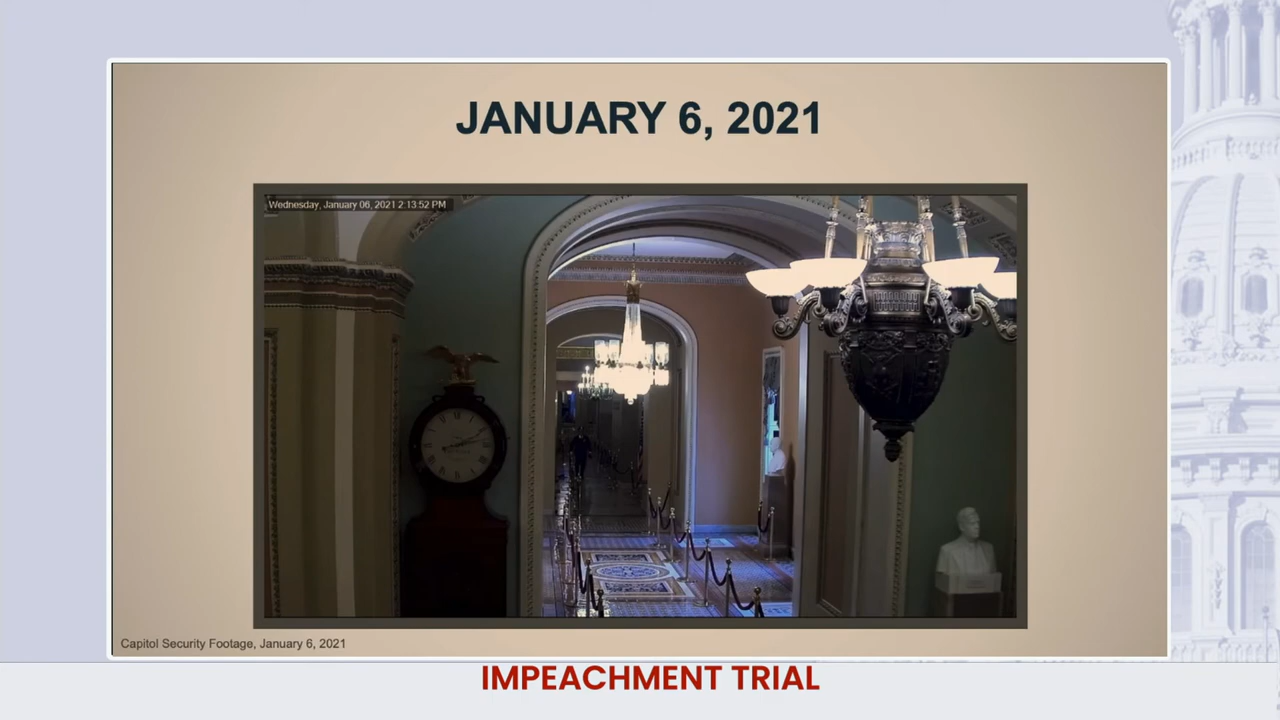 JANUARY 6, 2021
Wednesday, January 06, 2021 2:13:52 PM
Capitol Security Footage, January 6, 2021
IMPEACHMENT TRIAL